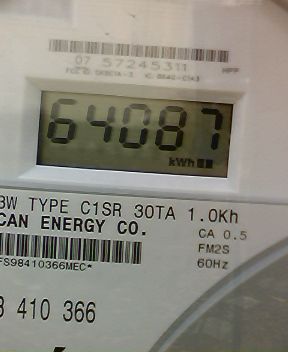 07 57245311
64087
kWh
3W TYPE C1SR 30TA 1.0Kh
CAN ENERGY CO.
CA 0.5
FM2S
FS98410366MEC*
60Hz
3 410 366